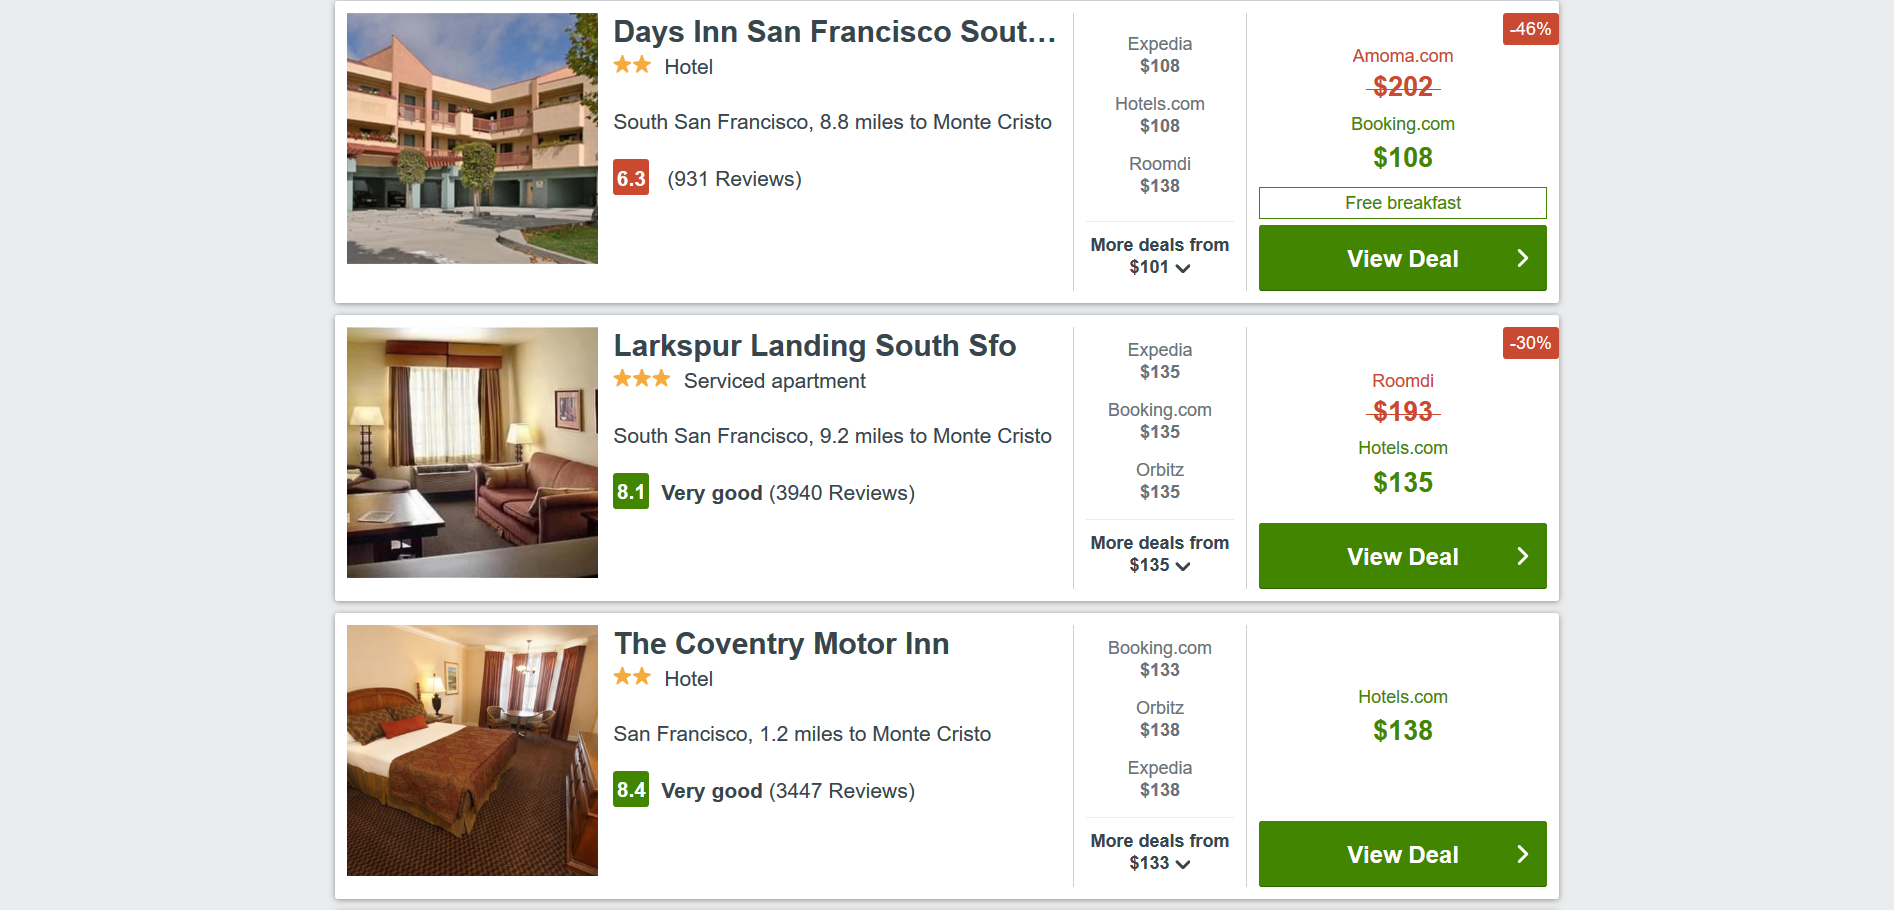 Days Inn San Francisco Sout...
Hotel
South San Francisco, 8.8 miles to Monte Cristo
6.3 (931 Reviews)
Expedia
$108
Hotels.com
$108
Roomdi
$138
More deals from
$101
-46%
Amoma.com
$202
Booking.com
$108
Free breakfast
View Deal
Larkspur Landing South Sfo
Serviced apartment
South San Francisco, 9.2 miles to Monte Cristo
8.1 Very good (3940 Reviews)
Expedia
$135
Booking.com
$135
Orbitz
$135
More deals from
$135
-30%
Roomdi
$193
Hotels.com
$135
View Deal
The Coventry Motor Inn
Hotel
San Francisco, 1.2 miles to Monte Cristo
8.4 Very good (3447 Reviews)
Booking.com
$133
Orbitz
$138
Expedia
$138
More deals from
$133
Hotels.com
$138
View Deal